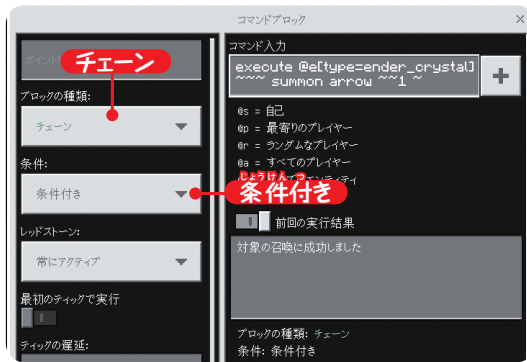 コマンドブロック
×
ポイント
チェーン
ブロックの種類:
チェーン
条件:
条件付き
レッドストーン:
常にアクティブ
最初のティックで実行
ティックの遅延:
コマンド入力
execute @e[type=ender_crystal]
~~~ summon arrow ~~1 ~
+
@s = 自己
@p = 最寄りのプレイヤー
@r = ランダムなプレイヤー
@a = すべてのプレイヤー
じょうけんつ
条件付き
前回の実行結果
対象の召喚に成功しました
ブロックの種類: チェーン
条件: 条件付き